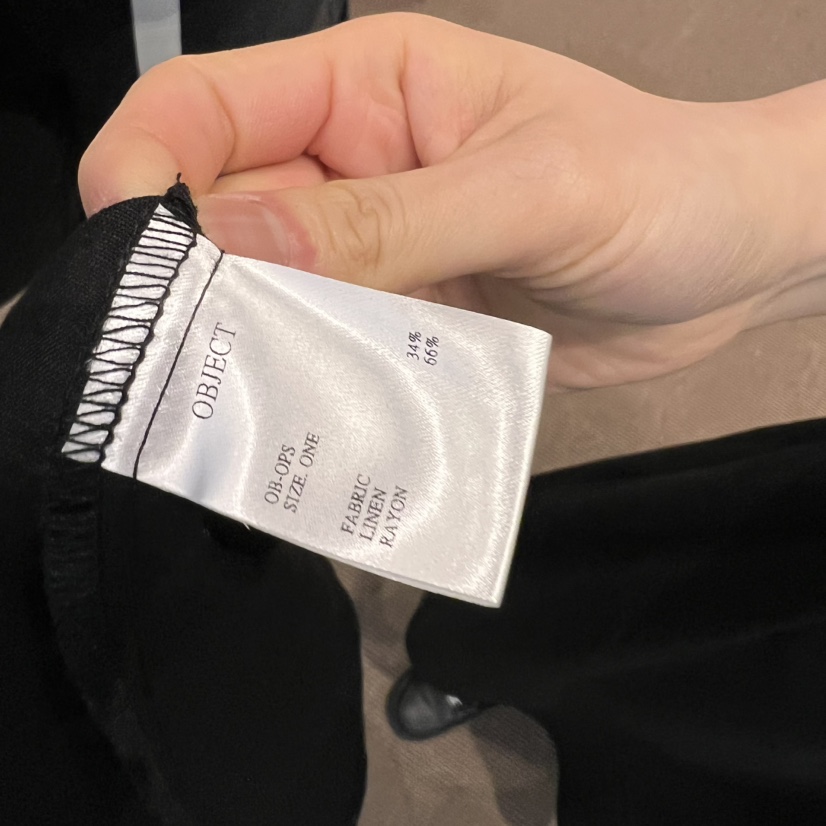 OBJECT
OB-OPS
SIZE. ONE
FABRIC
LINEN 34%
RAYON 66%